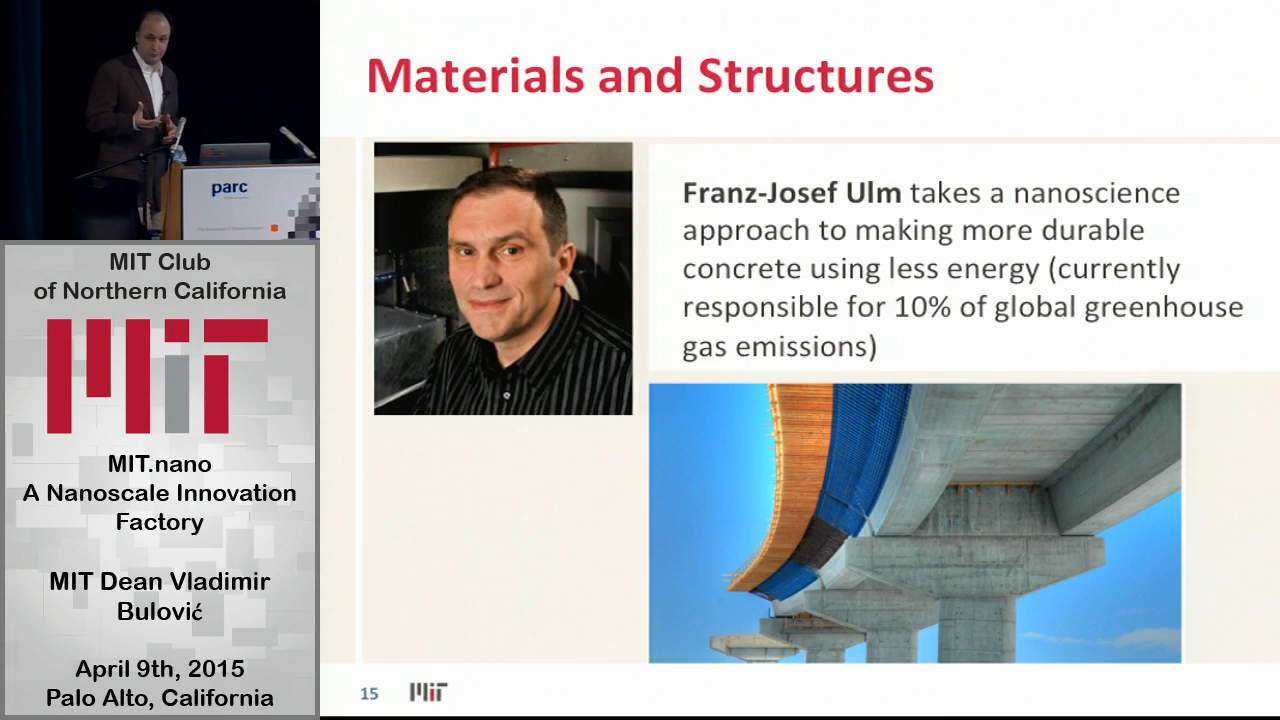 parc
MIT Club
of Northern California
MIT
MIT.nano
A Nanoscale Innovation
Factory
MIT Dean Vladimir
Bulović
April 9th, 2015
Palo Alto, California
Materials and Structures
Franz-Josef Ulm takes a nanoscience
approach to making more durable
concrete using less energy (currently
responsible for 10% of global greenhouse
gas emissions)
15
MIT